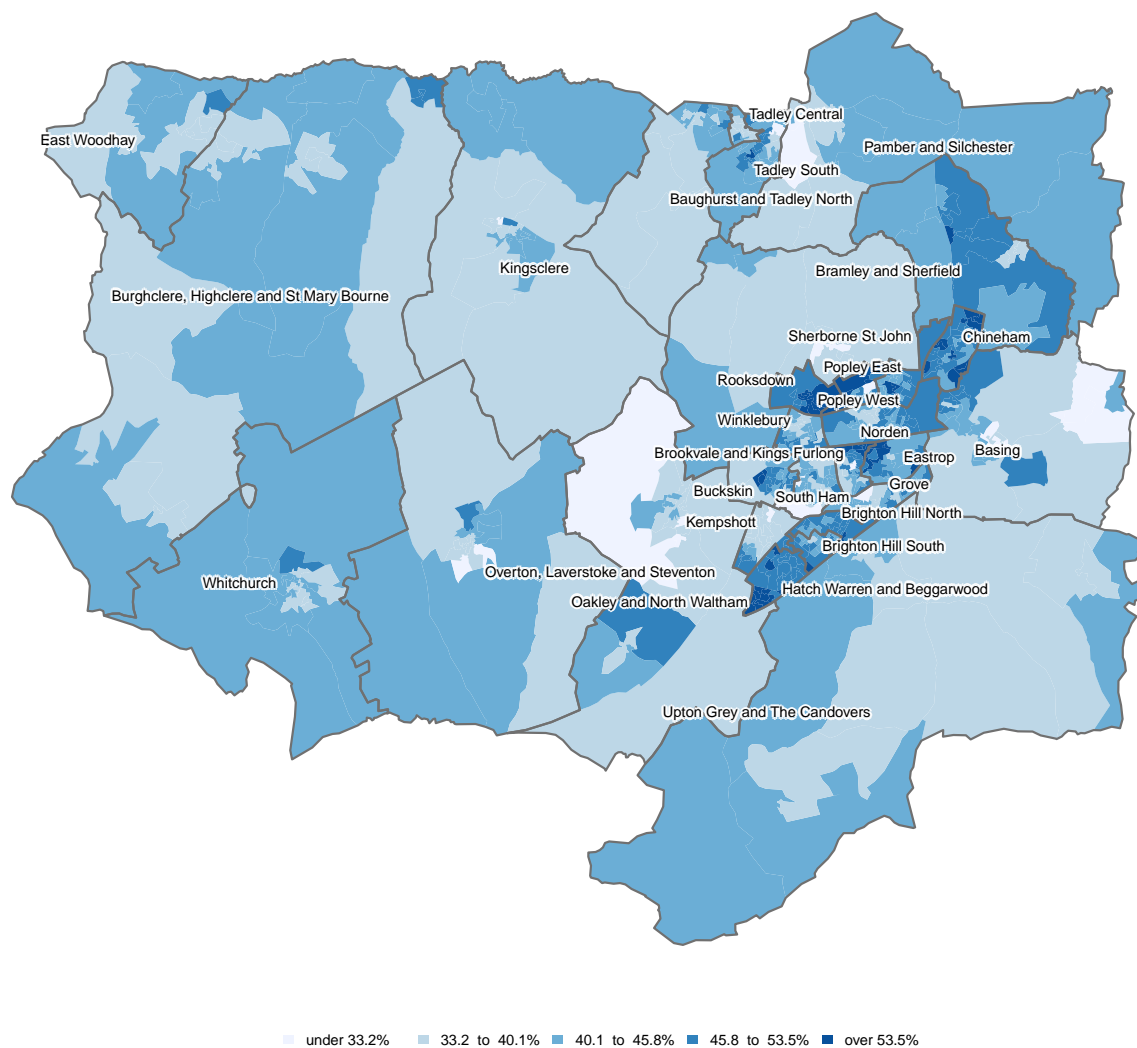 Tadley Central
East Woodhay
Pamber and Silchester
Tadley South
Baughurst and Tadley North
Kingsclere
Bramley and Sherfield
Burghclere, Highclere and St Mary Bourne
Sherborne St John
Chineham
Popley East
Rooksdown
Popley West
Winklebury
Norden
Brookvale and Kings Furlong
Basing
Eastrop
Grove
Buckskin
South Ham
Brighton Hill North
Kempshott
Brighton Hill South
Overton, Laverstoke and Steventon
Whitchurch
Hatch Warren and Beggarwood
Oakley and North Waltham
Upton Grey and The Candovers
under 33.2% 33.2 to 40.1% 40.1 to 45.8% 45.8 to 53.5% over 53.5%